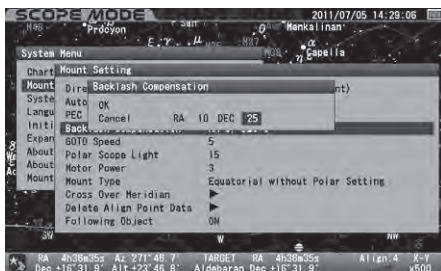 SCOPE MODE 2011/07/05 14:29:06
Procyon Menkalinan
Capella
System Menu
Chart Mount Setting
Mount Dire Backlash Compensation nt)
Syste Auto OK
Langu PEC Cancel RA 10 DEC 25
Initi
Expan GOTO Speed 5
About Polar Scope Light 15
About Motor Power 3
Mount Mount Type Equatorial without Polar Setting
Cross Over Meridian ▶
Delete Align Point Data ▶
Following Object ON
SW W NW
RA 4h36m35s Az 271°46.7' TARGET RA 4h36m35s Align:4 X-Y
Dec +16°31.9' Alt +23°46.8' Aldebaran Dec +16°31.9' x500